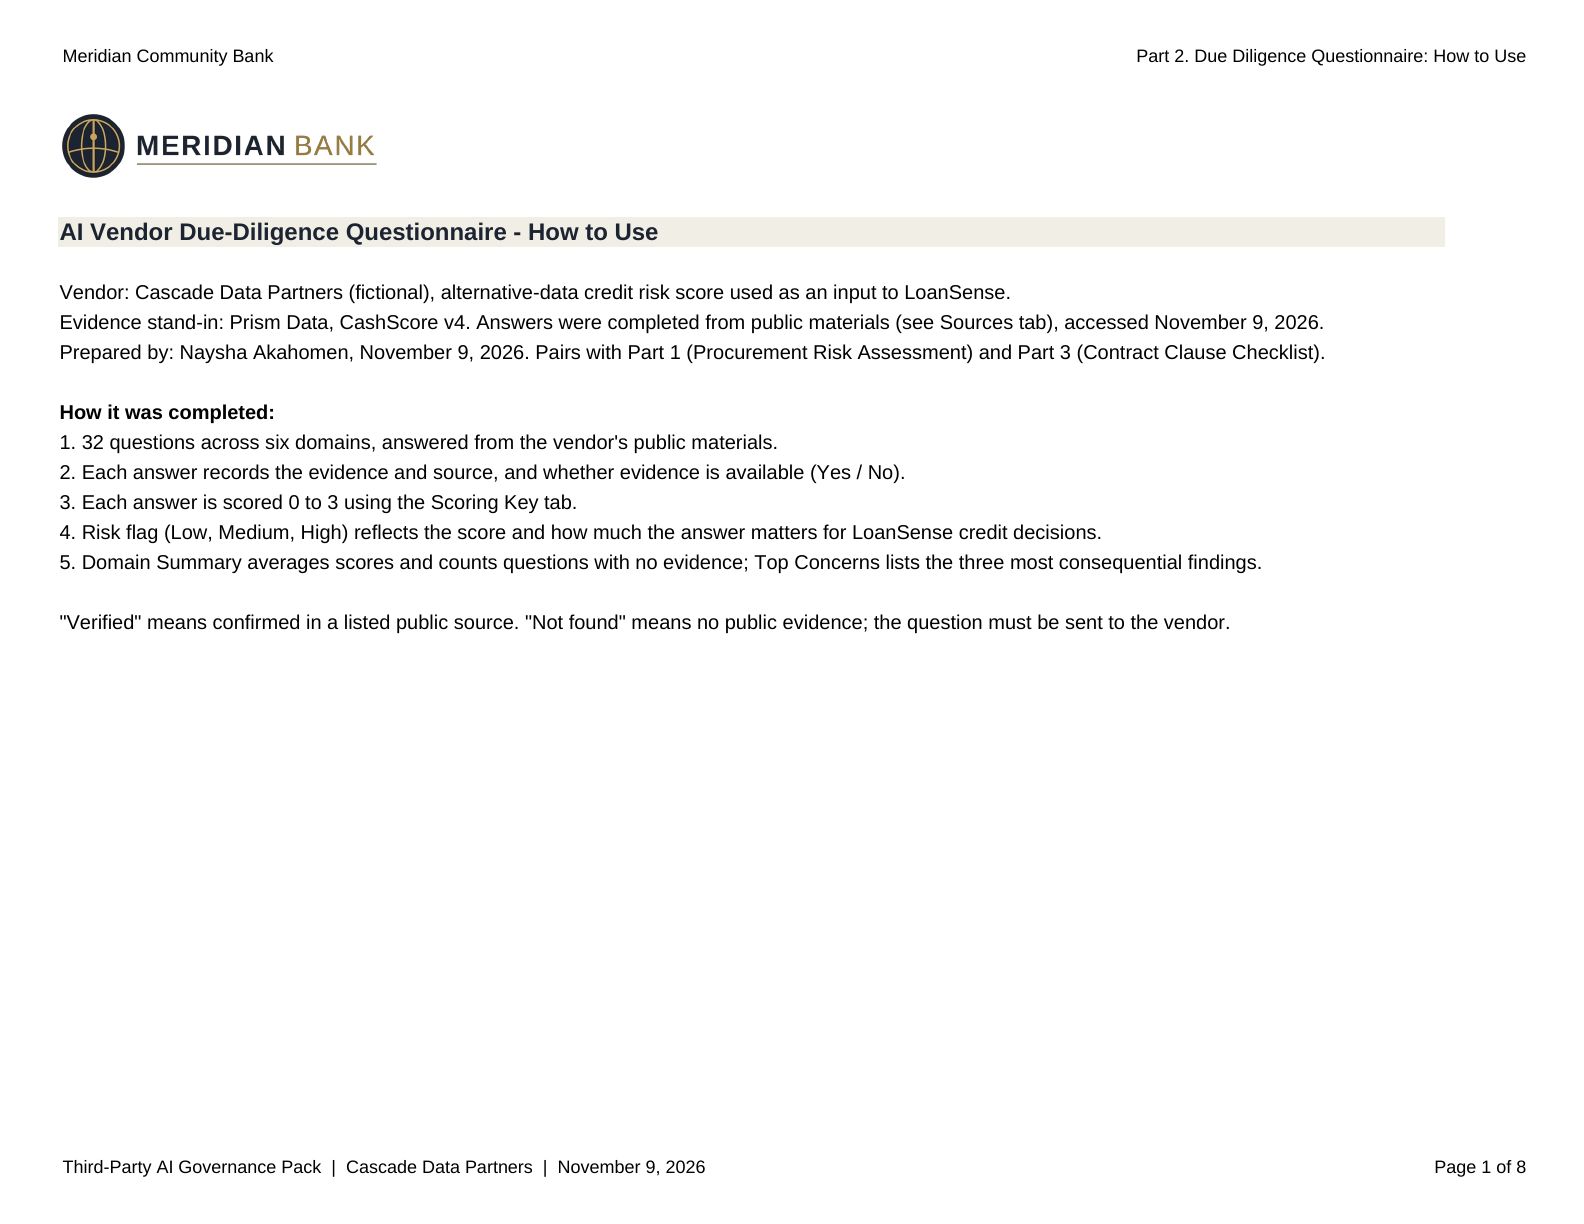 Meridian Community Bank
Part 2. Due Diligence Questionnaire: How to Use
MERIDIAN BANK
AI Vendor Due-Diligence Questionnaire - How to Use
Vendor: Cascade Data Partners (fictional), alternative-data credit risk score used as an input to LoanSense.
Evidence stand-in: Prism Data, CashScore v4. Answers were completed from public materials (see Sources tab), accessed November 9, 2026.
Prepared by: Naysha Akahomen, November 9, 2026. Pairs with Part 1 (Procurement Risk Assessment) and Part 3 (Contract Clause Checklist).
How it was completed:
1. 32 questions across six domains, answered from the vendor's public materials.
2. Each answer records the evidence and source, and whether evidence is available (Yes / No).
3. Each answer is scored 0 to 3 using the Scoring Key tab.
4. Risk flag (Low, Medium, High) reflects the score and how much the answer matters for LoanSense credit decisions.
5. Domain Summary averages scores and counts questions with no evidence; Top Concerns lists the three most consequential findings.
"Verified" means confirmed in a listed public source. "Not found" means no public evidence; the question must be sent to the vendor.
Third-Party AI Governance Pack | Cascade Data Partners | November 9, 2026
Page 1 of 8